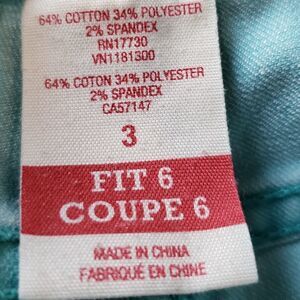 64% COTTON 34% POLYESTER
2% SPANDEX
RN17730
VN1181300
64% COTON 34% POLYESTER
2% SPANDEX
CA57147
3
FIT 6
COUPE 6
MADE IN CHINA
FABRIQUÉ EN CHINE